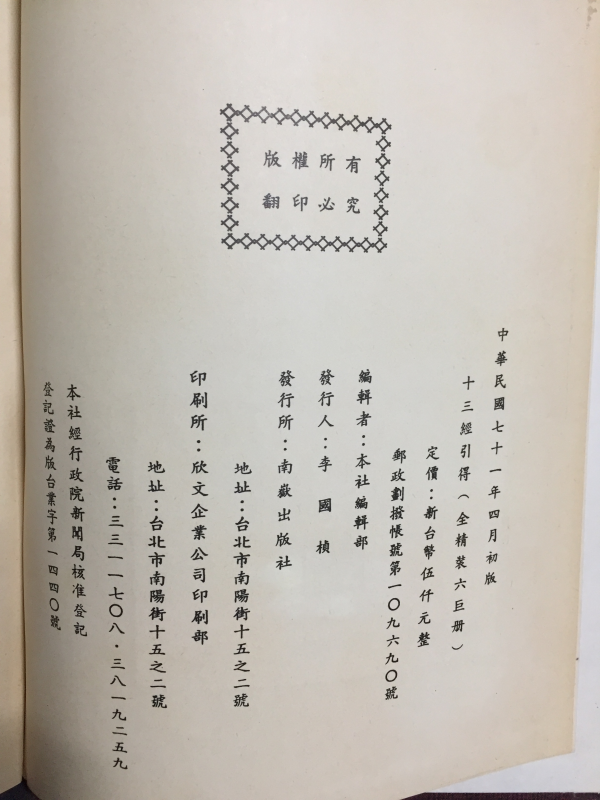 版權所有
翻印必究
中華民國七十一年四月初版
十三經引得（全精裝六巨册）
定價：新台幣伍仟元整
郵政劃撥帳號第一〇九六九〇號
編輯者：本社編輯部
發行人：李國楨
發行所：南嶽出版社
地址：台北市南陽街十五之二號
印刷所：欣文企業公司印刷部
地址：台北市南陽街十五之二號
電話：三三一一七〇八・三八一九二五九
本社經行政院新聞局核准登記
登記證為版台業字第一四四〇號